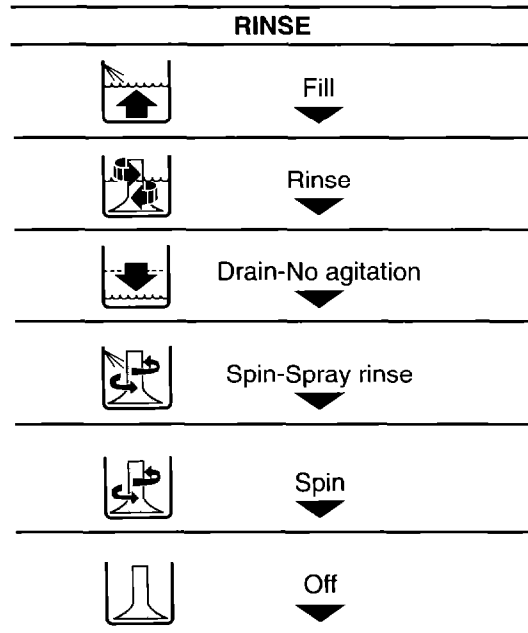 RINSE
Fill
Rinse
Drain-No agitation
Spin-Spray rinse
Spin
Off